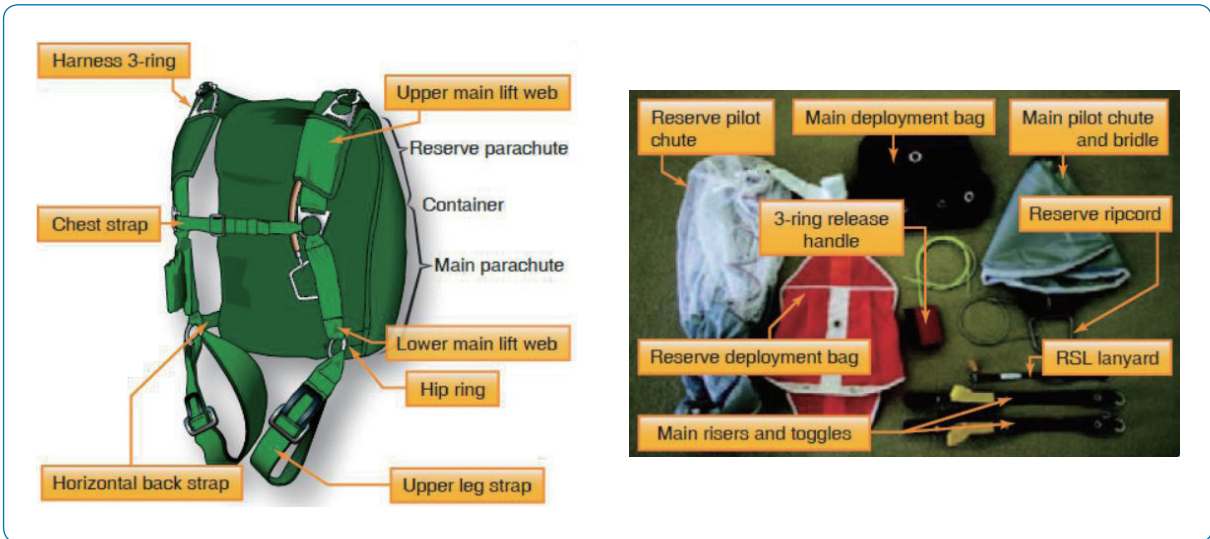 Harness 3-ring
Upper main lift web
Reserve parachute
Container
Chest strap
Main parachute
Lower main lift web
Hip ring
Horizontal back strap
Upper leg strap
Reserve pilot
chute
Main deployment bag
Main pilot chute
and bridle
3-ring release
handle
Reserve ripcord
Reserve deployment bag
RSL lanyard
Main risers and toggles